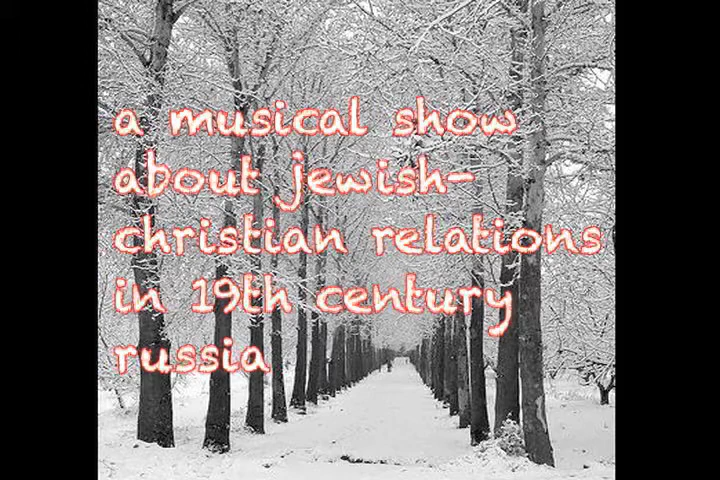 a musical show
about jewish-
christian relations
in 19th century
russia